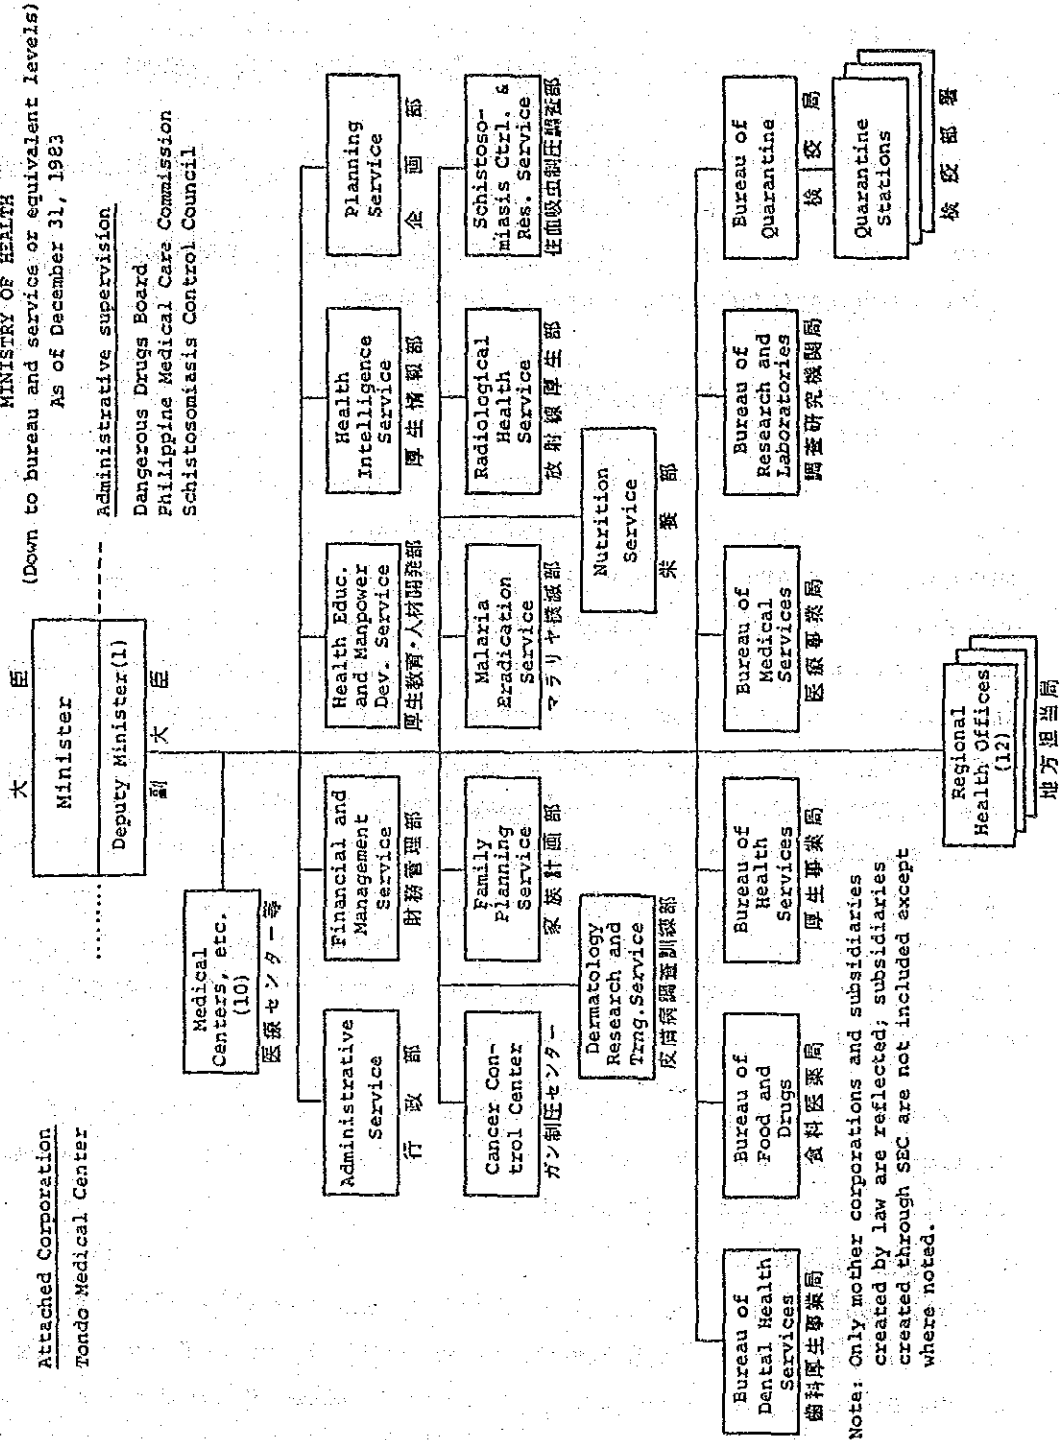 MINISTRY OF HEALTH
(Down to bureau and service or equivalent levels)
As of December 31, 1983
Attached Corporation
Tondo Medical Center
大臣
Minister
Deputy Minister(1)
副大臣
Administrative supervision
Dangerous Drugs Board
Philippine Medical Care Commission
Schistosomiasis Control Council
Medical
Centers, etc.
(10)
医療センター等
Administrative
Service
行政部
Financial and
Management
Service
財務管理部
Health Educ.
and Manpower
Dev. Service
厚生教育・人材開発部
Health
Intelligence
Service
厚生情報部
Planning
Service
企画部
Cancer Con-
trol Center
ガン制圧センター
Family
Planning
Service
家族計画部
Malaria
Eradication
Service
マラリヤ撲滅部
Radiological
Health
Service
放射線厚生部
Schistoso-
miasis Ctrl. &
Res. Service
住血吸虫制圧調査部
Dermatology
Research and
Trng.Service
皮膚病調査訓練部
Nutrition
Service
栄養部
Bureau of
Dental Health
Services
歯科厚生事業局
Bureau of
Food and
Drugs
食料医薬局
Bureau of
Health
Services
厚生事業局
Bureau of
Medical
Services
医療事業局
Bureau of
Research and
Laboratories
調査研究機関局
Bureau of
Quarantine
検疫局
Quarantine
Stations
検疫部署
Regional
Health Offices
(12)
地方担当局
Note: Only mother corporations and subsidiaries
created by law are reflected; subsidiaries
created through SEC are not included except
where noted.